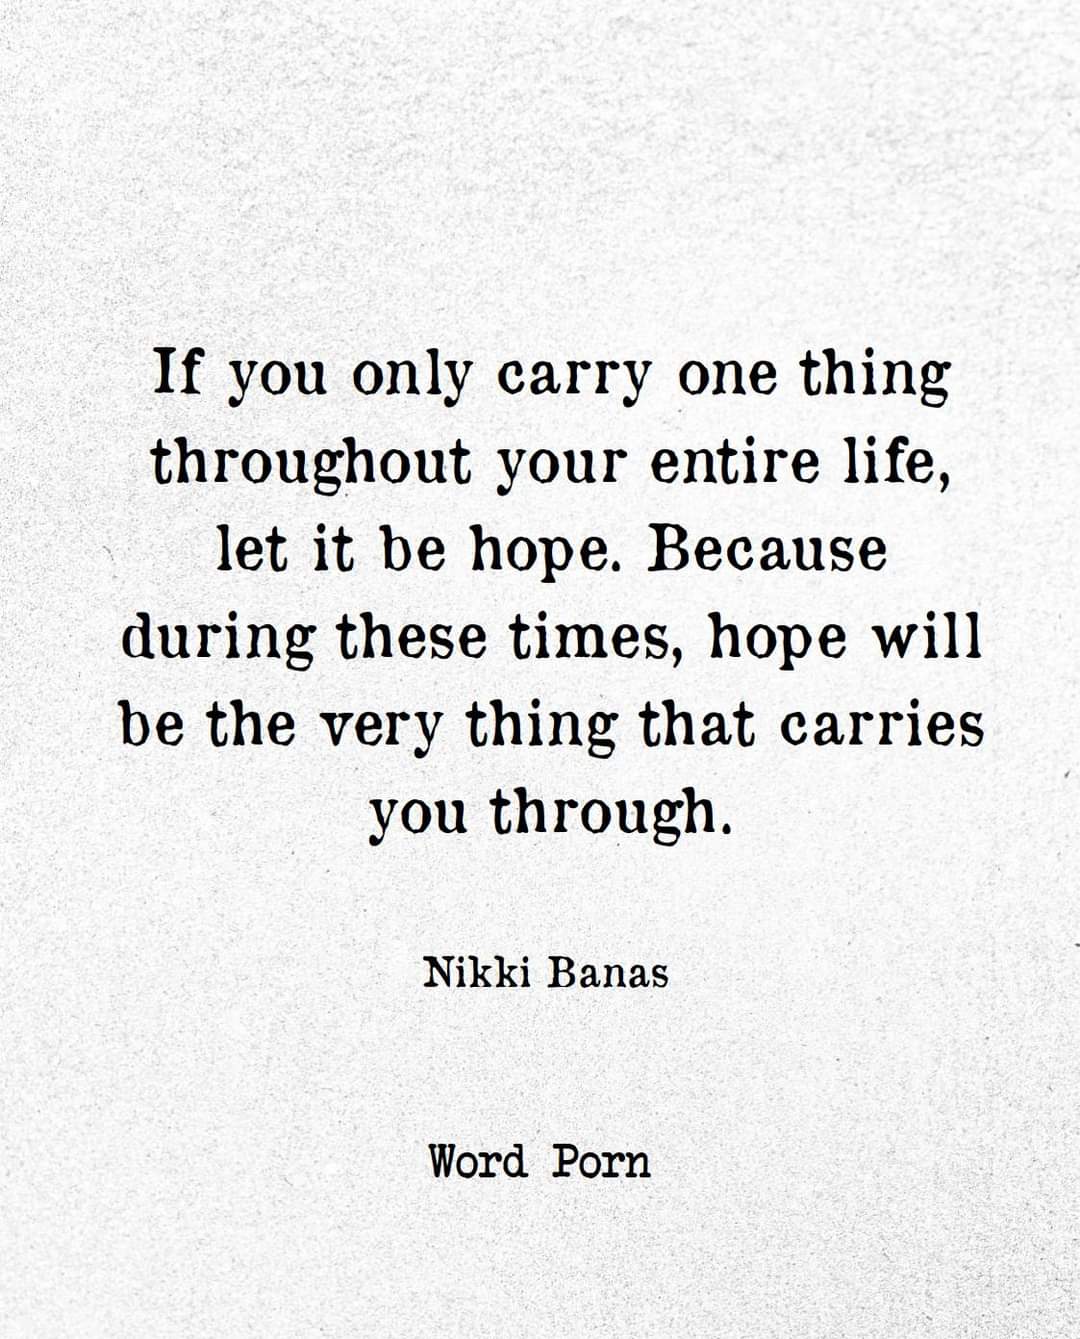 If you only carry one thing
throughout your entire life,
let it be hope. Because
during these times, hope will
be the very thing that carries
you through.
Nikki Banas
Word Porn